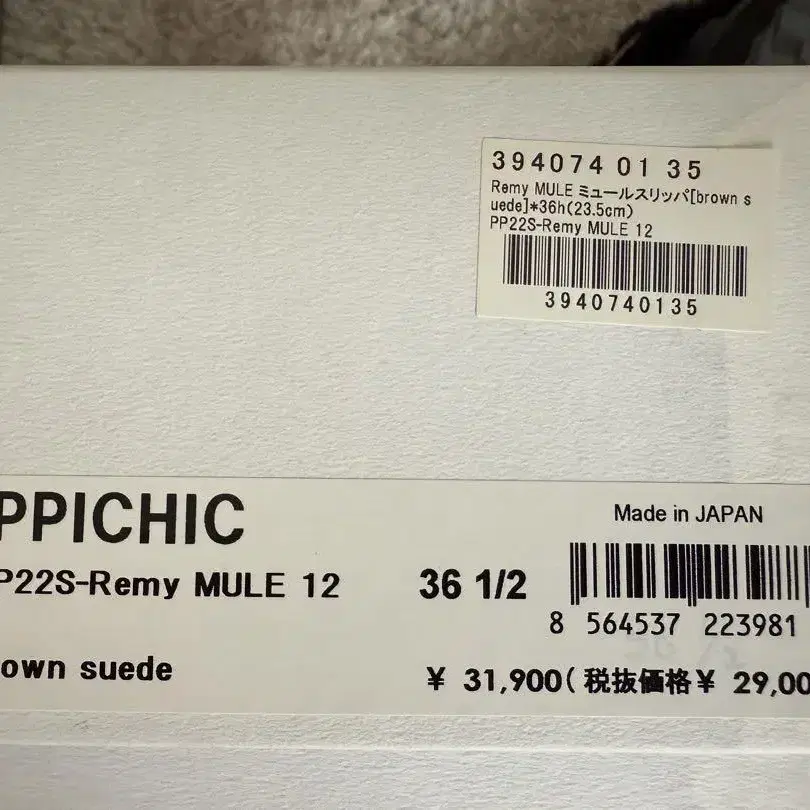 394074 01 35
Remy MULE ミュールスリッパ[brown s
uede]*36h(23.5cm)
PP22S-Remy MULE 12
3940740135
PPICHIC
Made in JAPAN
P22S-Remy MULE 12
36 1/2
8 564537 223981
own suede
¥ 31,900(税抜価格¥ 29,00